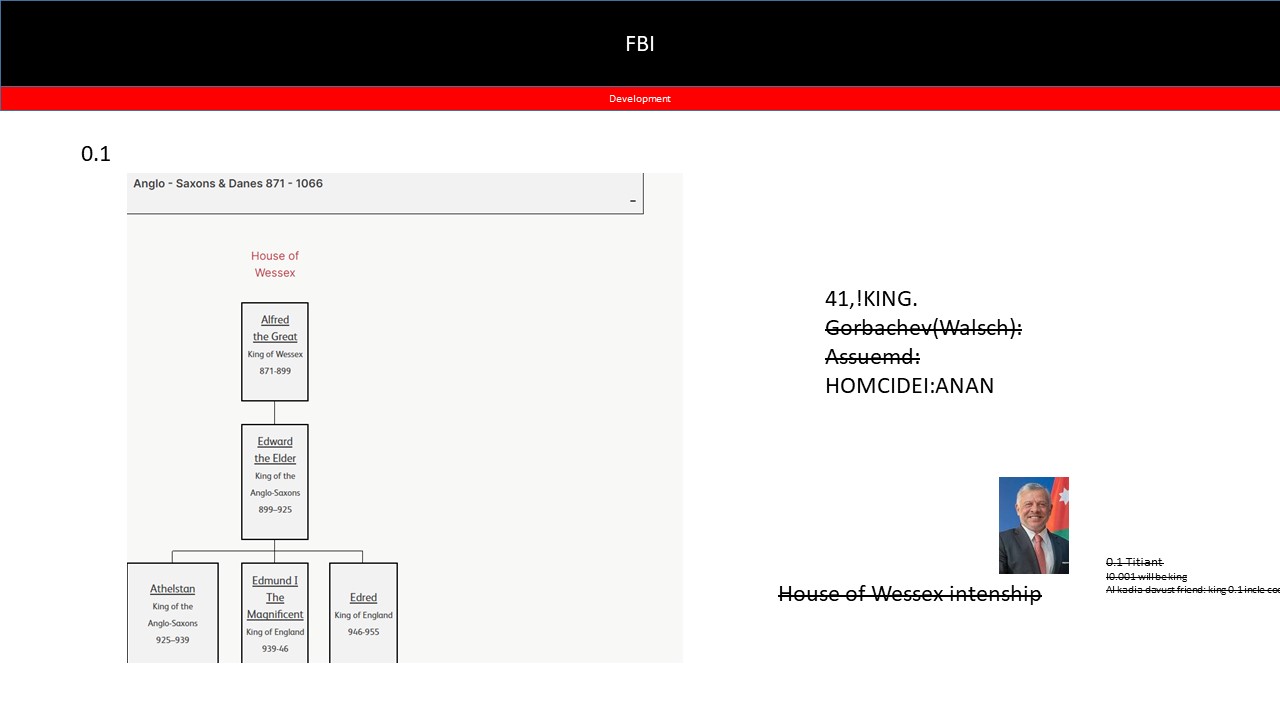 FBI
Development
0.1
Anglo - Saxons & Danes 871 - 1066
-
House of
Wessex
Alfred
the Great
King of Wessex
871-899
Edward
the Elder
King of the
Anglo-Saxons
899–925
Athelstan
King of the
Anglo-Saxons
925–939
Edmund I
The
Magnificent
King of England
939-46
Edred
King of England
946-955
41,!KING.
Gorbachev(Walsch):
Assuemd:
HOMCIDEI:ANAN
House of Wessex intenship
0.1 Titiant
I0.001 will be king
Al kadia davust friend: king 0.1 incle